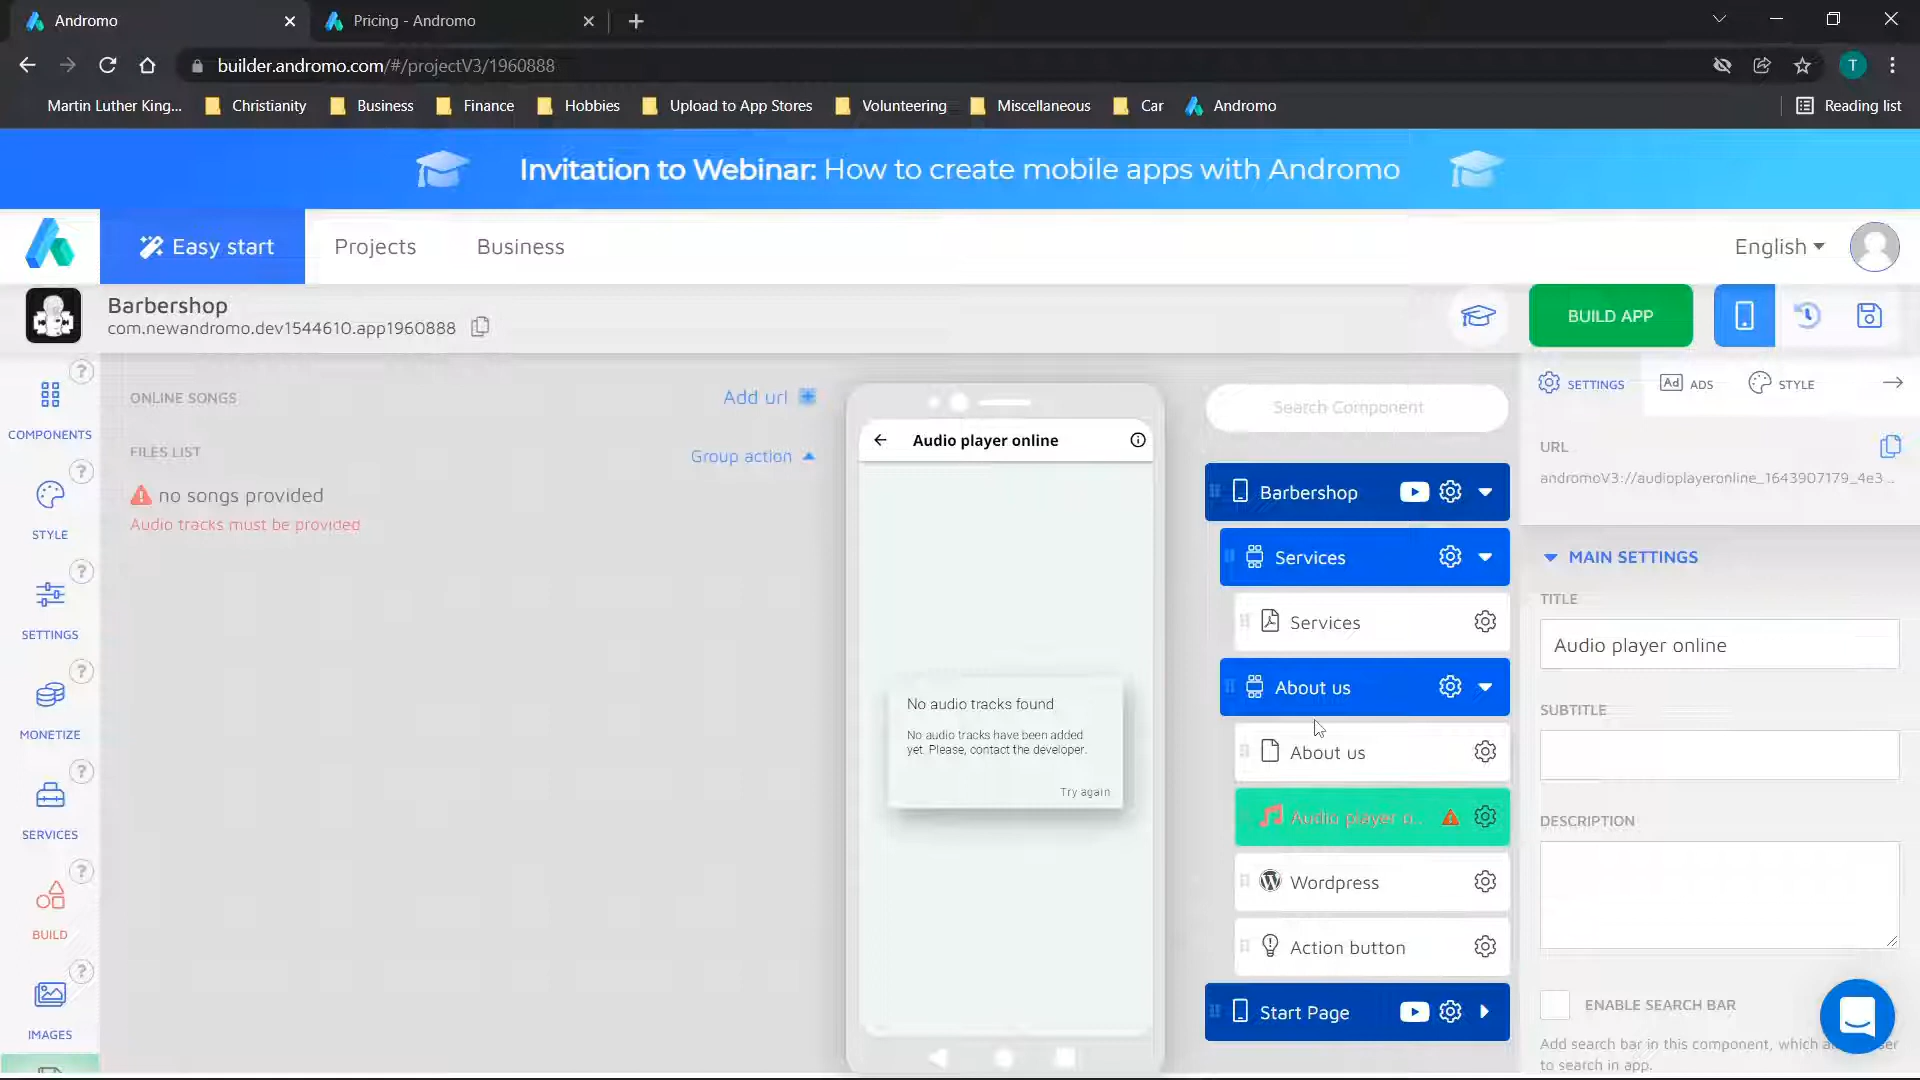 Andromo
Pricing - Andromo
builder.andromo.com/#/projectV3/1960888
T
Martin Luther King...
Christianity
Business
Finance
Hobbies
Upload to App Stores
Volunteering
Miscellaneous
Car
Andromo
Reading list
Invitation to Webinar: How to create mobile apps with Andromo
Easy start
Projects
Business
English
Barbershop
com.newandromo.dev1544610.app1960888
BUILD APP
?
COMPONENTS
?
STYLE
?
SETTINGS
?
MONETIZE
?
SERVICES
?
BUILD
?
IMAGES
ONLINE SONGS
Add url
FILES LIST
Group action
no songs provided
Audio tracks must be provided
Audio player online
No audio tracks found
No audio tracks have been added
yet. Please, contact the developer.
Try again
Search Component
Barbershop
Services
Services
About us
About us
Audio player o...
Wordpress
Action button
Start Page
SETTINGS
Ad ADS
STYLE
URL
andromoV3://audioplayeronline_1643907179_4e3...
MAIN SETTINGS
TITLE
Audio player online
SUBTITLE
DESCRIPTION
ENABLE SEARCH BAR
Add search bar in this component, which
to search in app.